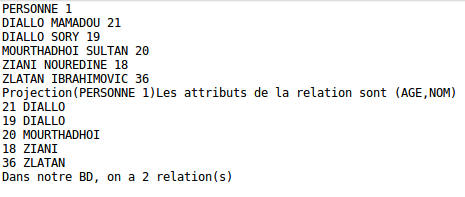 PERSONNE 1
DIALLO MAMADOU 21
DIALLO SORY 19
MOURTHADHOI SULTAN 20
ZIANI NOUREDINE 18
ZLATAN IBRAHIMOVIC 36
Projection(PERSONNE 1)Les attributs de la relation sont (AGE,NOM)
21 DIALLO
19 DIALLO
20 MOURTHADHOI
18 ZIANI
36 ZLATAN
Dans notre BD, on a 2 relation(s)